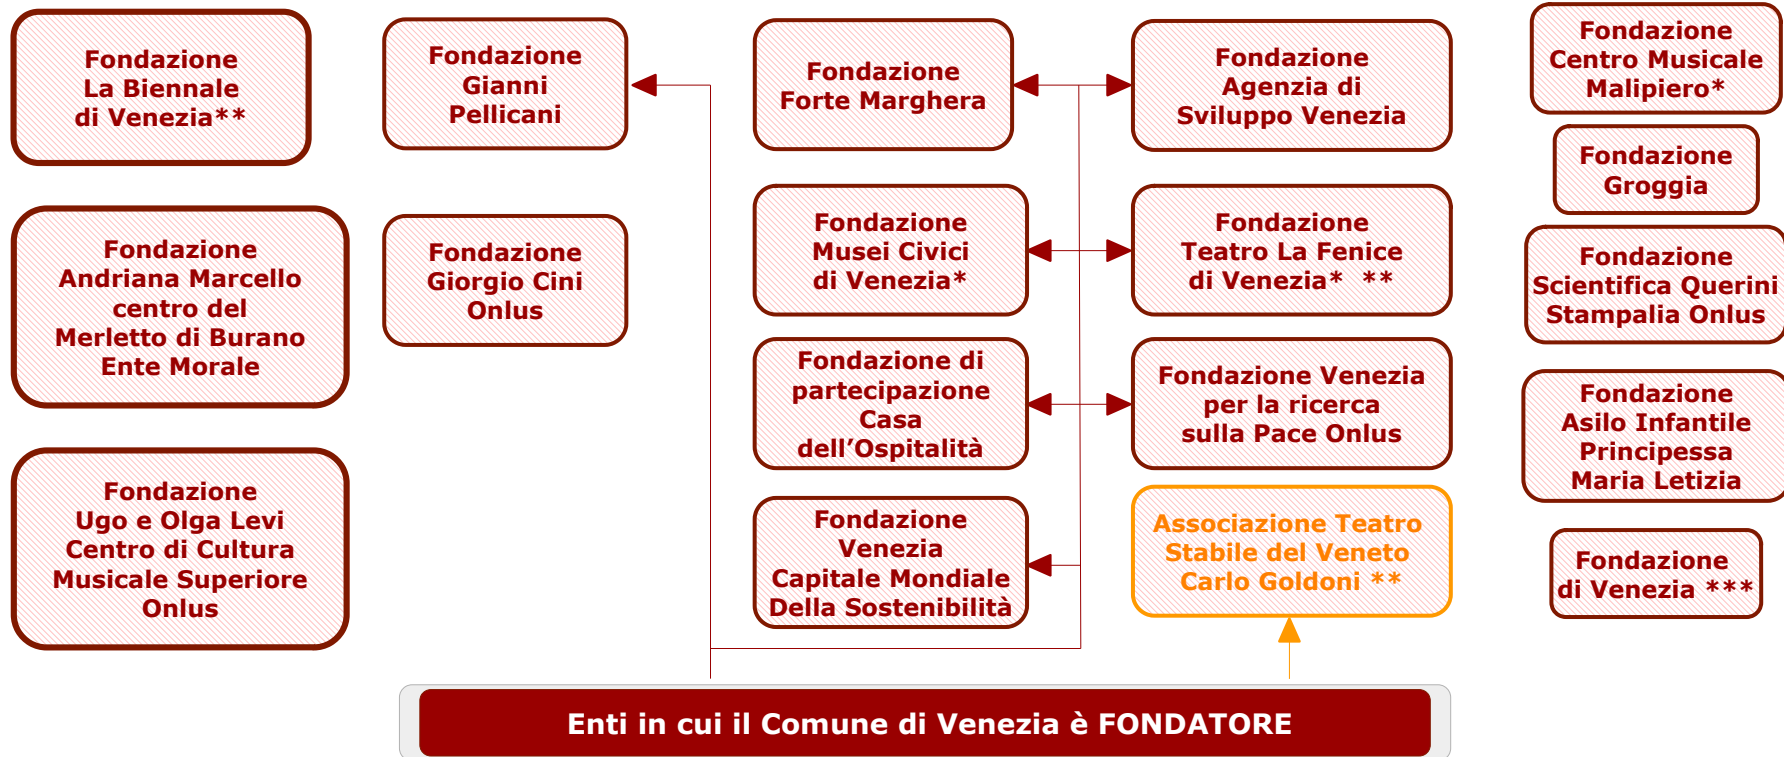 Fondazione
La Biennale
di Venezia**
Fondazione
Gianni
Pellicani
Fondazione
Forte Marghera
Fondazione
Agenzia di
Sviluppo Venezia
Fondazione
Centro Musicale
Malipiero*
Fondazione
Groggia
Fondazione
Andriana Marcello
centro del
Merletto di Burano
Ente Morale
Fondazione
Giorgio Cini
Onlus
Fondazione
Musei Civici
di Venezia*
Fondazione
Teatro La Fenice
di Venezia* **
Fondazione
Scientifica Querini
Stampalia Onlus
Fondazione di
partecipazione
Casa
dell’Ospitalità
Fondazione Venezia
per la ricerca
sulla Pace Onlus
Fondazione
Asilo Infantile
Principessa
Maria Letizia
Fondazione
Ugo e Olga Levi
Centro di Cultura
Musicale Superiore
Onlus
Fondazione
Venezia
Capitale Mondiale
Della Sostenibilità
Associazione Teatro
Stabile del Veneto
Carlo Goldoni **
Fondazione
di Venezia ***
Enti in cui il Comune di Venezia è FONDATORE